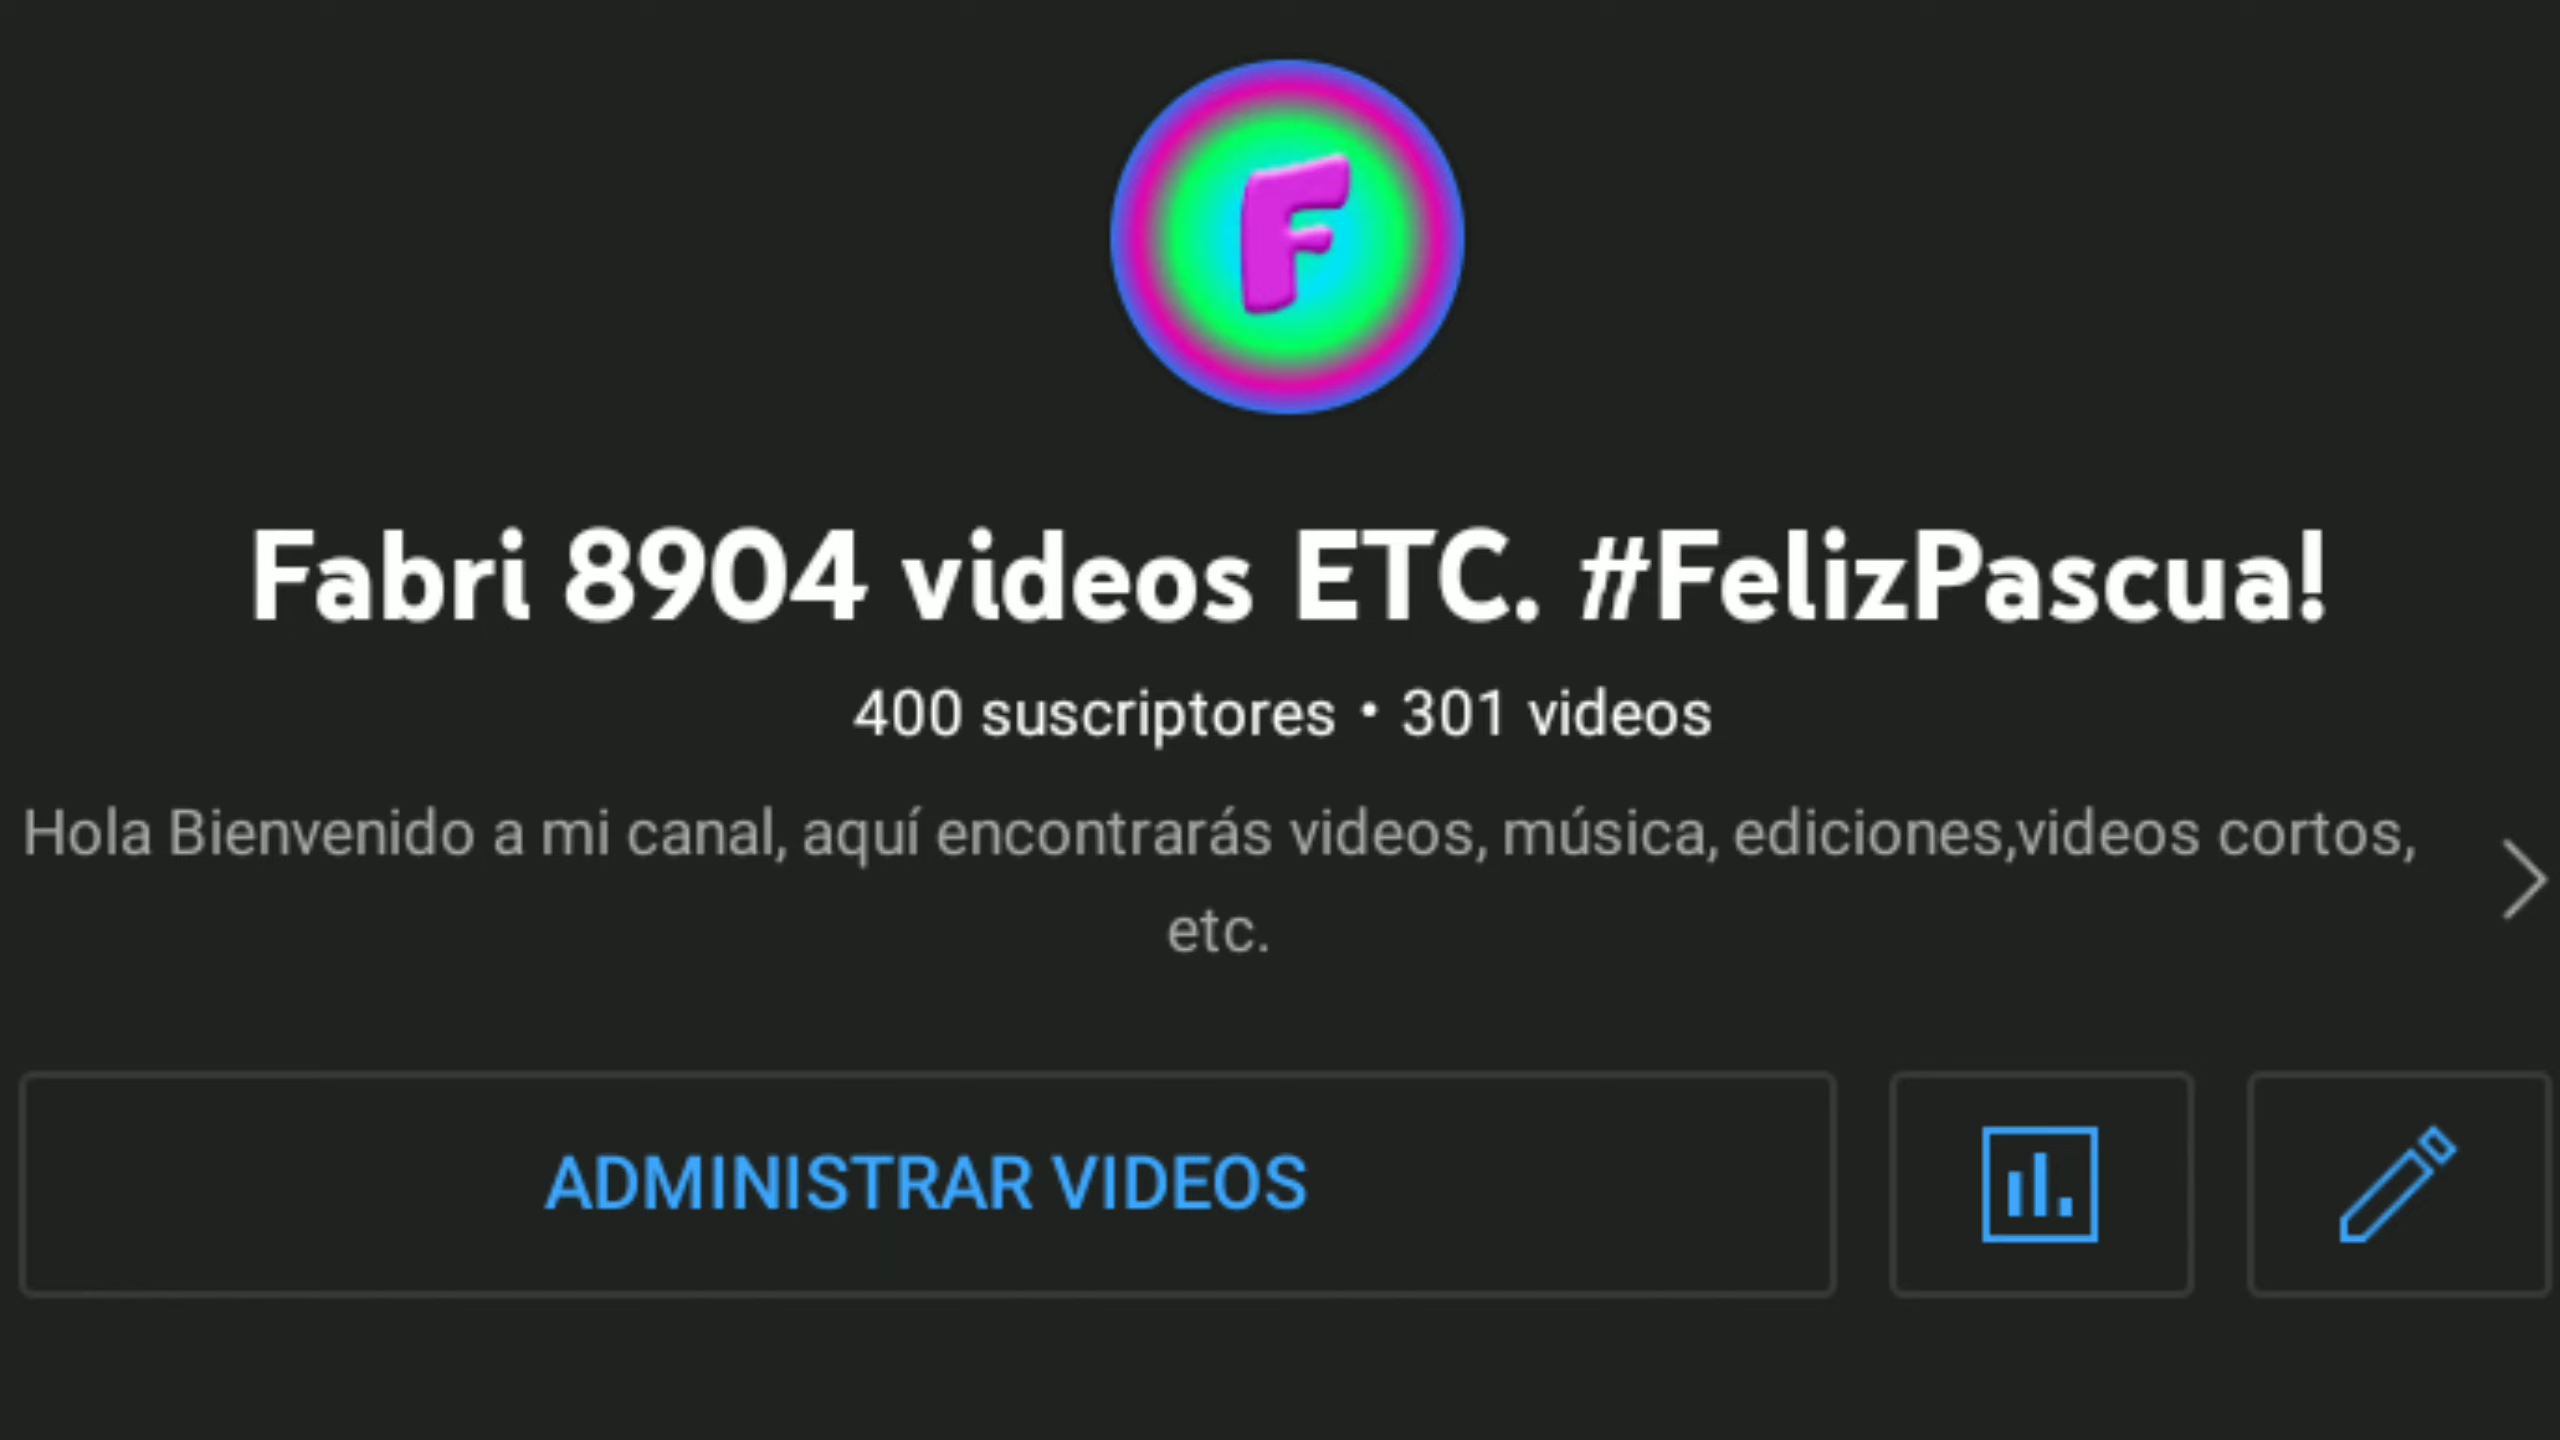 F
Fabri 8904 videos ETC. #FelizPascua!
400 suscriptores • 301 videos
Hola Bienvenido a mi canal, aquí encontrarás videos, música, ediciones,videos cortos,
etc.
ADMINISTRAR VIDEOS